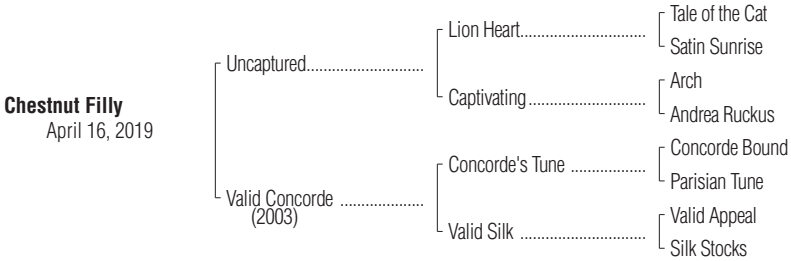 Tale of the Cat
Lion Heart..............................
Satin Sunrise
Uncaptured............................
Arch
Captivating............................
Andrea Ruckus
Chestnut Filly
April 16, 2019
Concorde Bound
Concorde's Tune ..................
Parisian Tune
Valid Concorde ....................
(2003)
Valid Appeal
Valid Silk ..............................
Silk Stocks